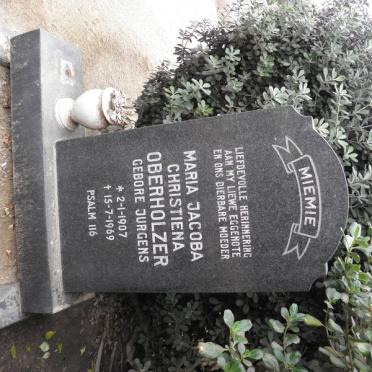 MIEMIE
LIEFDEVOLLE HERINNERING
AAN MY LIEWE EGGENOTE
EN ONS DIERBARE MOEDER
MARIA JACOBA
CHRISTIENA
OBERHOLZER
GEBORE JURGENS
* 2-1-1907
+ 15-7-1969
PSALM 116